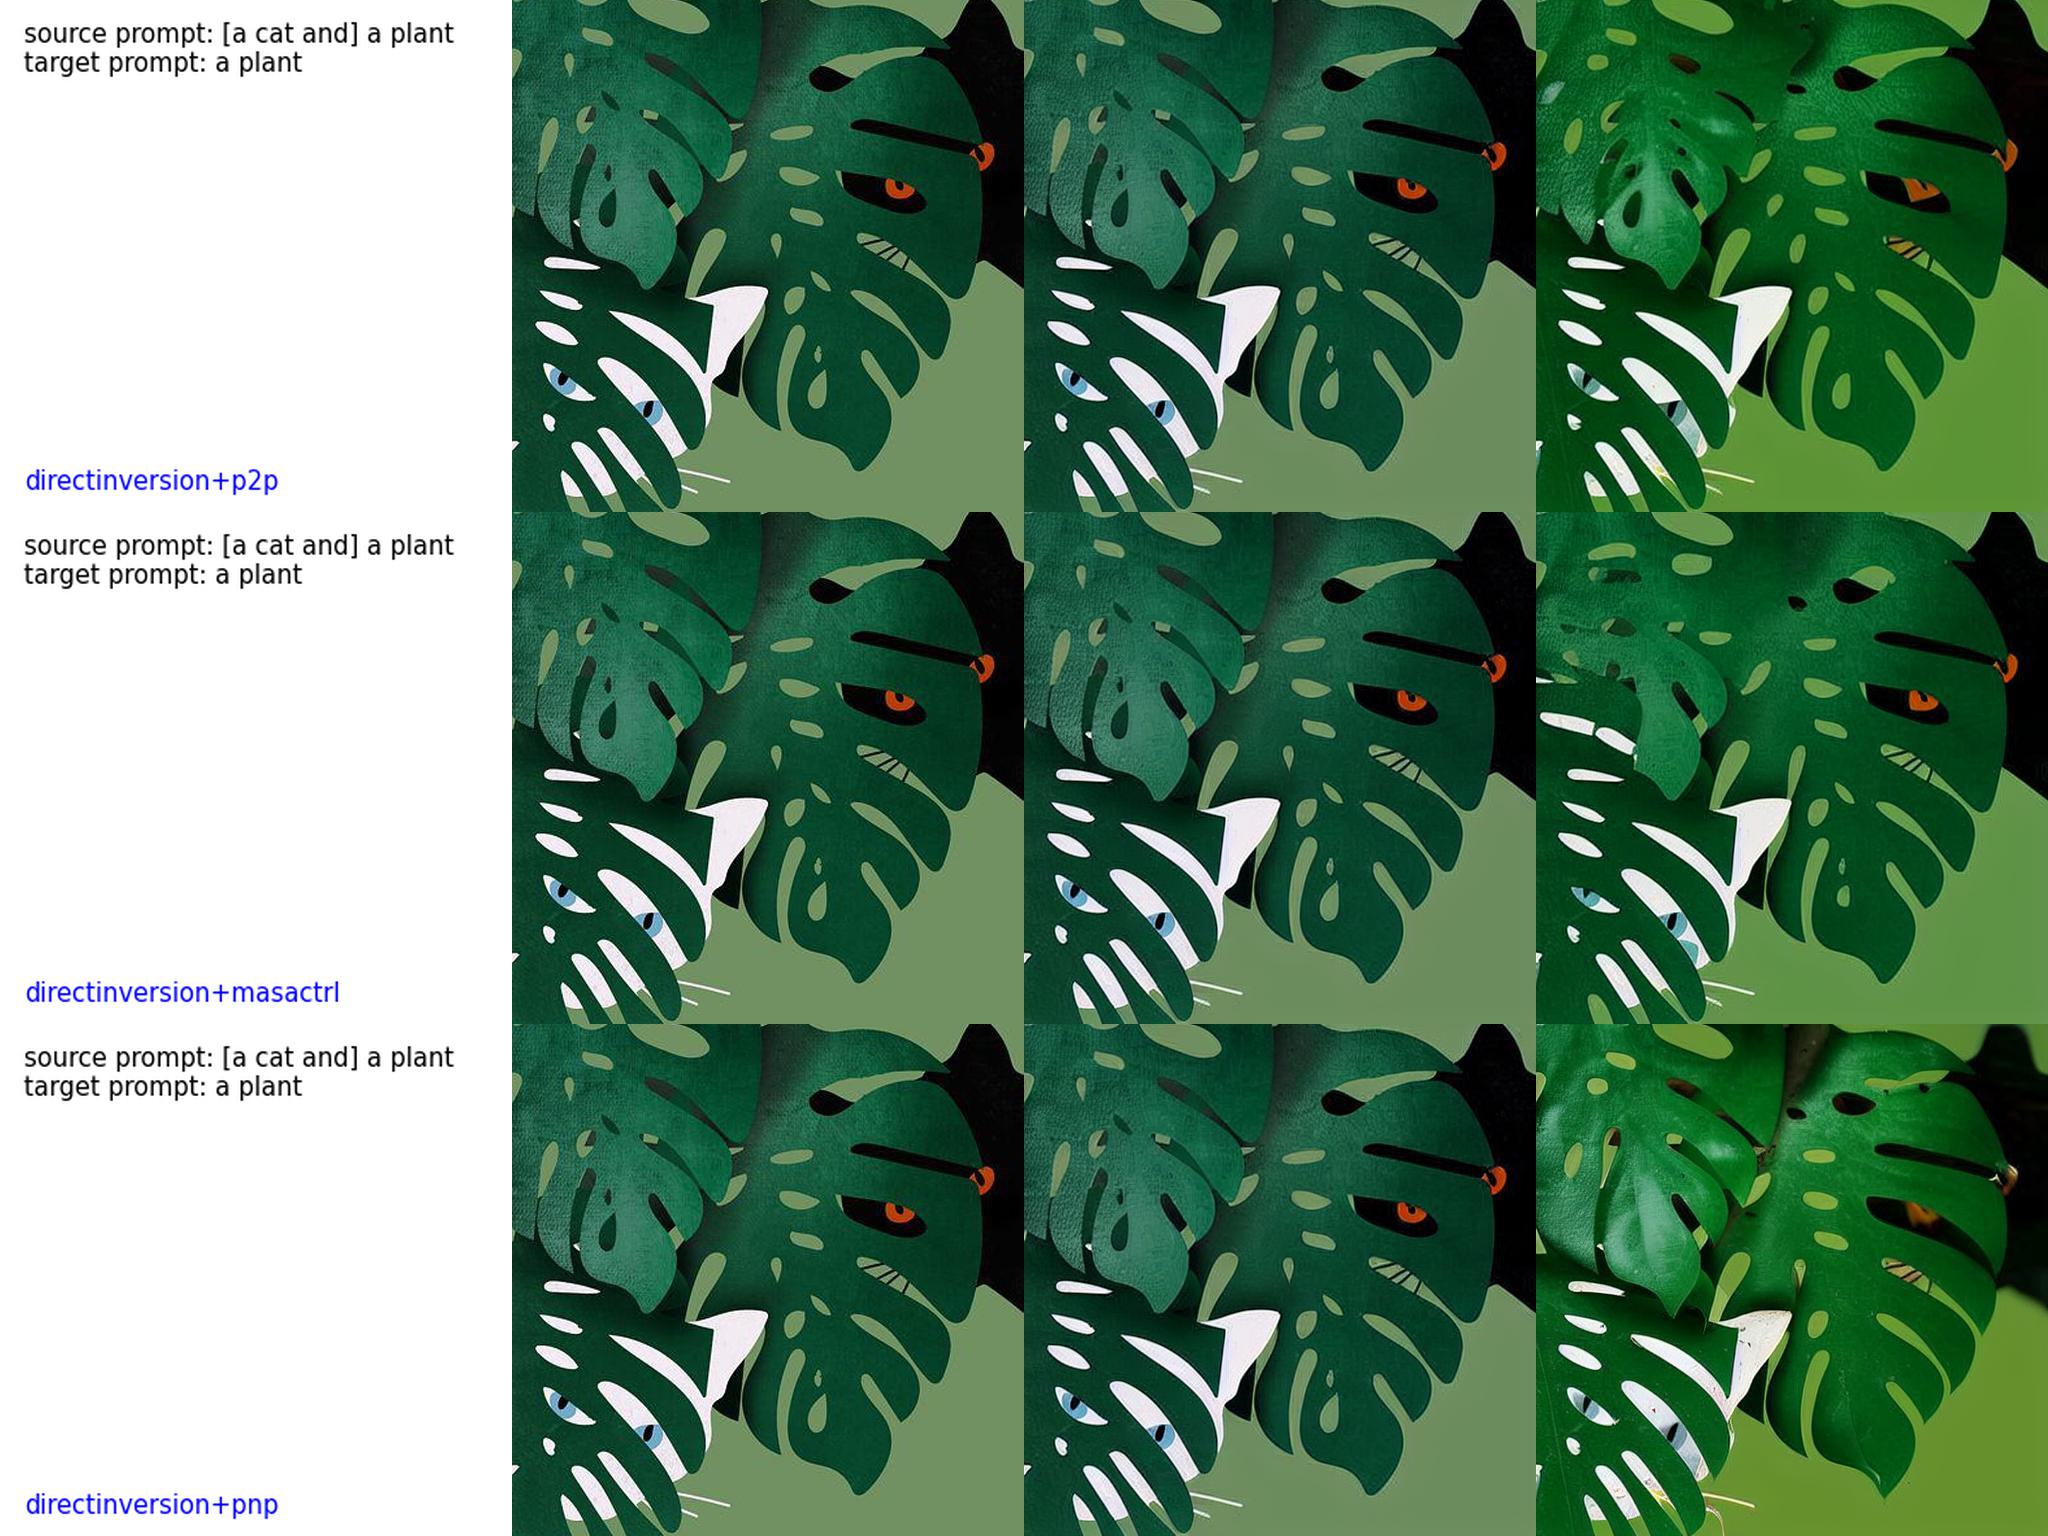 source prompt: [a cat and] a plant
target prompt: a plant
directinversion+p2p
source prompt: [a cat and] a plant
target prompt: a plant
directinversion+masactrl
source prompt: [a cat and] a plant
target prompt: a plant
directinversion+pnp